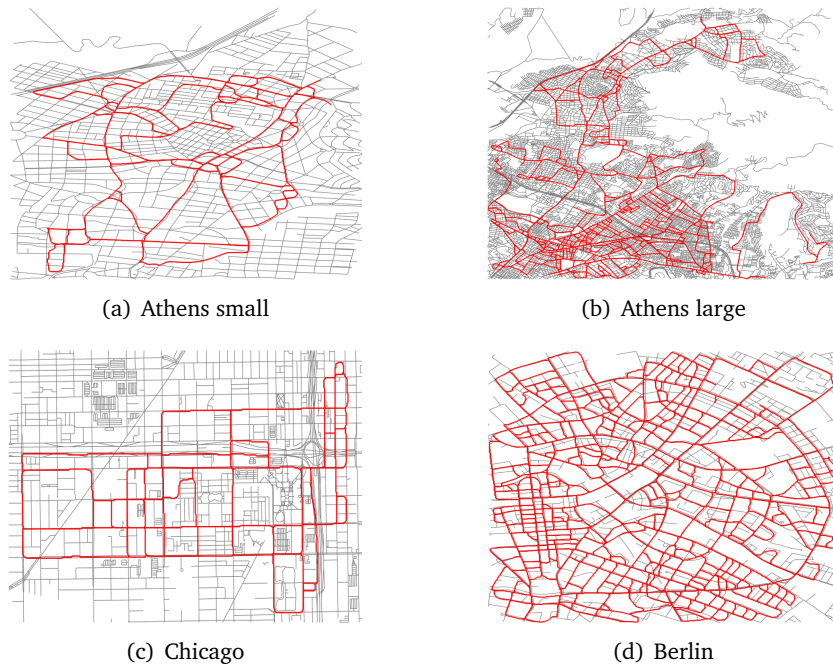 (a) Athens small
(b) Athens large
(c) Chicago
(d) Berlin